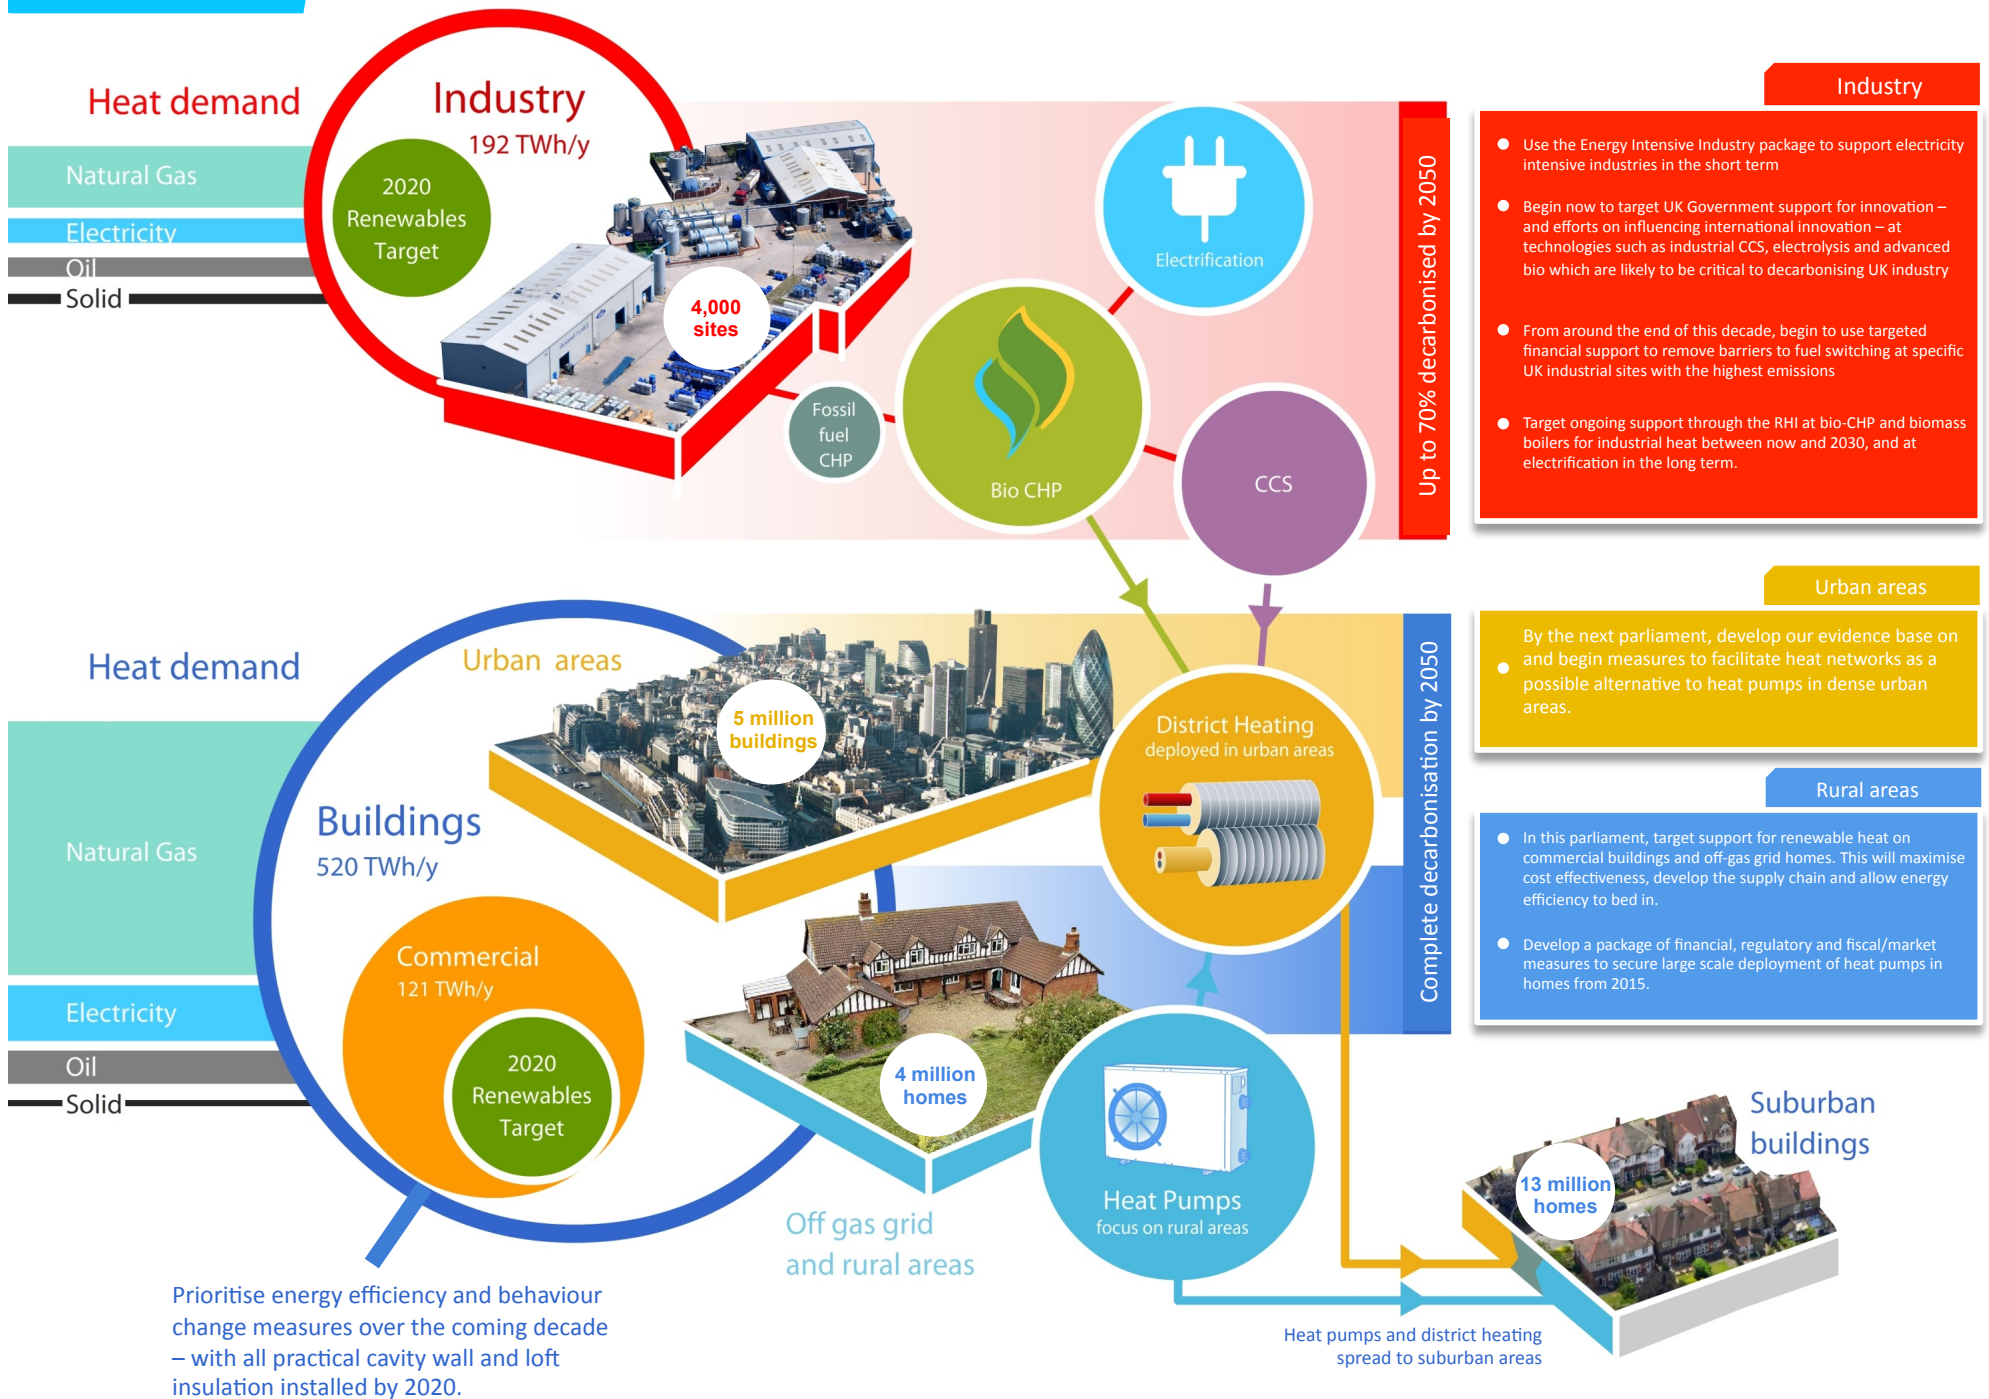 Heat demand
Natural Gas
Electricity
Oil
Solid
Industry
192 TWh/y
2020
Renewables
Target
4,000
sites
Fossil
fuel
CHP
Bio CHP
Electrification
CCS
Up to 70% decarbonised by 2050
Industry
Use the Energy Intensive Industry package to support electricity
intensive industries in the short term
Begin now to target UK Government support for innovation –
and efforts on influencing international innovation – at
technologies such as industrial CCS, electrolysis and advanced
bio which are likely to be critical to decarbonising UK industry
From around the end of this decade, begin to use targeted
financial support to remove barriers to fuel switching at specific
UK industrial sites with the highest emissions
Target ongoing support through the RHI at bio-CHP and biomass
boilers for industrial heat between now and 2030, and at
electrification in the long term.
Heat demand
Natural Gas
Electricity
Oil
Solid
Buildings
520 TWh/y
Commercial
121 TWh/y
2020
Renewables
Target
Urban areas
5 million
buildings
District Heating
deployed in urban areas
Complete decarbonisation by 2050
4 million
homes
Off gas grid
and rural areas
Heat Pumps
focus on rural areas
Urban areas
By the next parliament, develop our evidence base on
and begin measures to facilitate heat networks as a
possible alternative to heat pumps in dense urban
areas.
Rural areas
In this parliament, target support for renewable heat on
commercial buildings and off-gas grid homes. This will maximise
cost effectiveness, develop the supply chain and allow energy
efficiency to bed in.
Develop a package of financial, regulatory and fiscal/market
measures to secure large scale deployment of heat pumps in
homes from 2015.
Suburban
buildings
13 million
homes
Heat pumps and district heating
spread to suburban areas
Prioritise energy efficiency and behaviour
change measures over the coming decade
– with all practical cavity wall and loft
insulation installed by 2020.